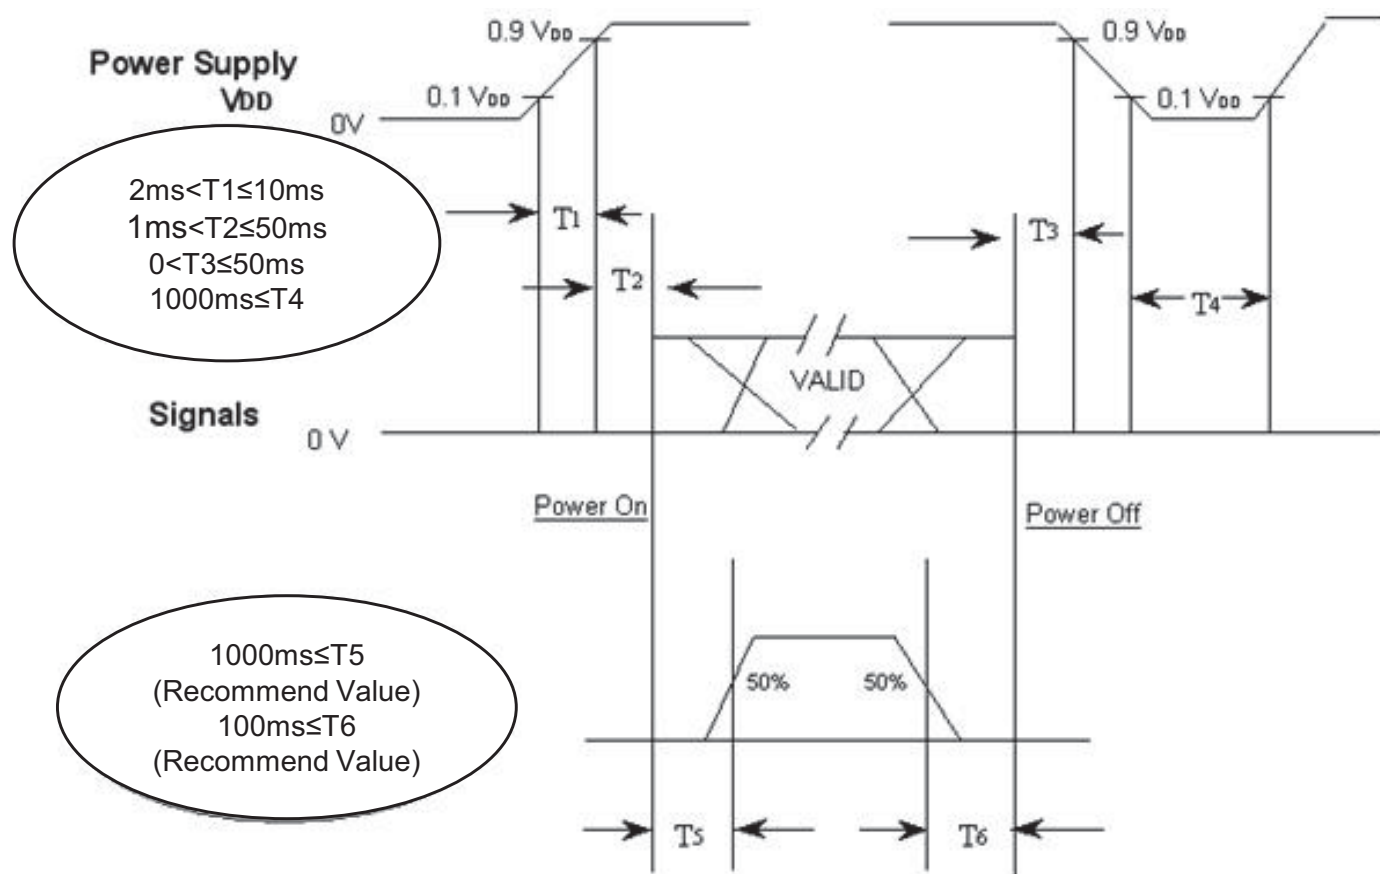 0.9 VDD
0.9 VDD
Power Supply
VDD
0.1 VDD
0.1 VDD
0V
2ms<T1≤10ms
1ms<T2≤50ms
0<T3≤50ms
1000ms≤T4
T1
T3
T2
T4
VALID
Signals
0 V
Power On
Power Off
1000ms≤T5
(Recommend Value)
100ms≤T6
(Recommend Value)
50%
50%
T5
T6